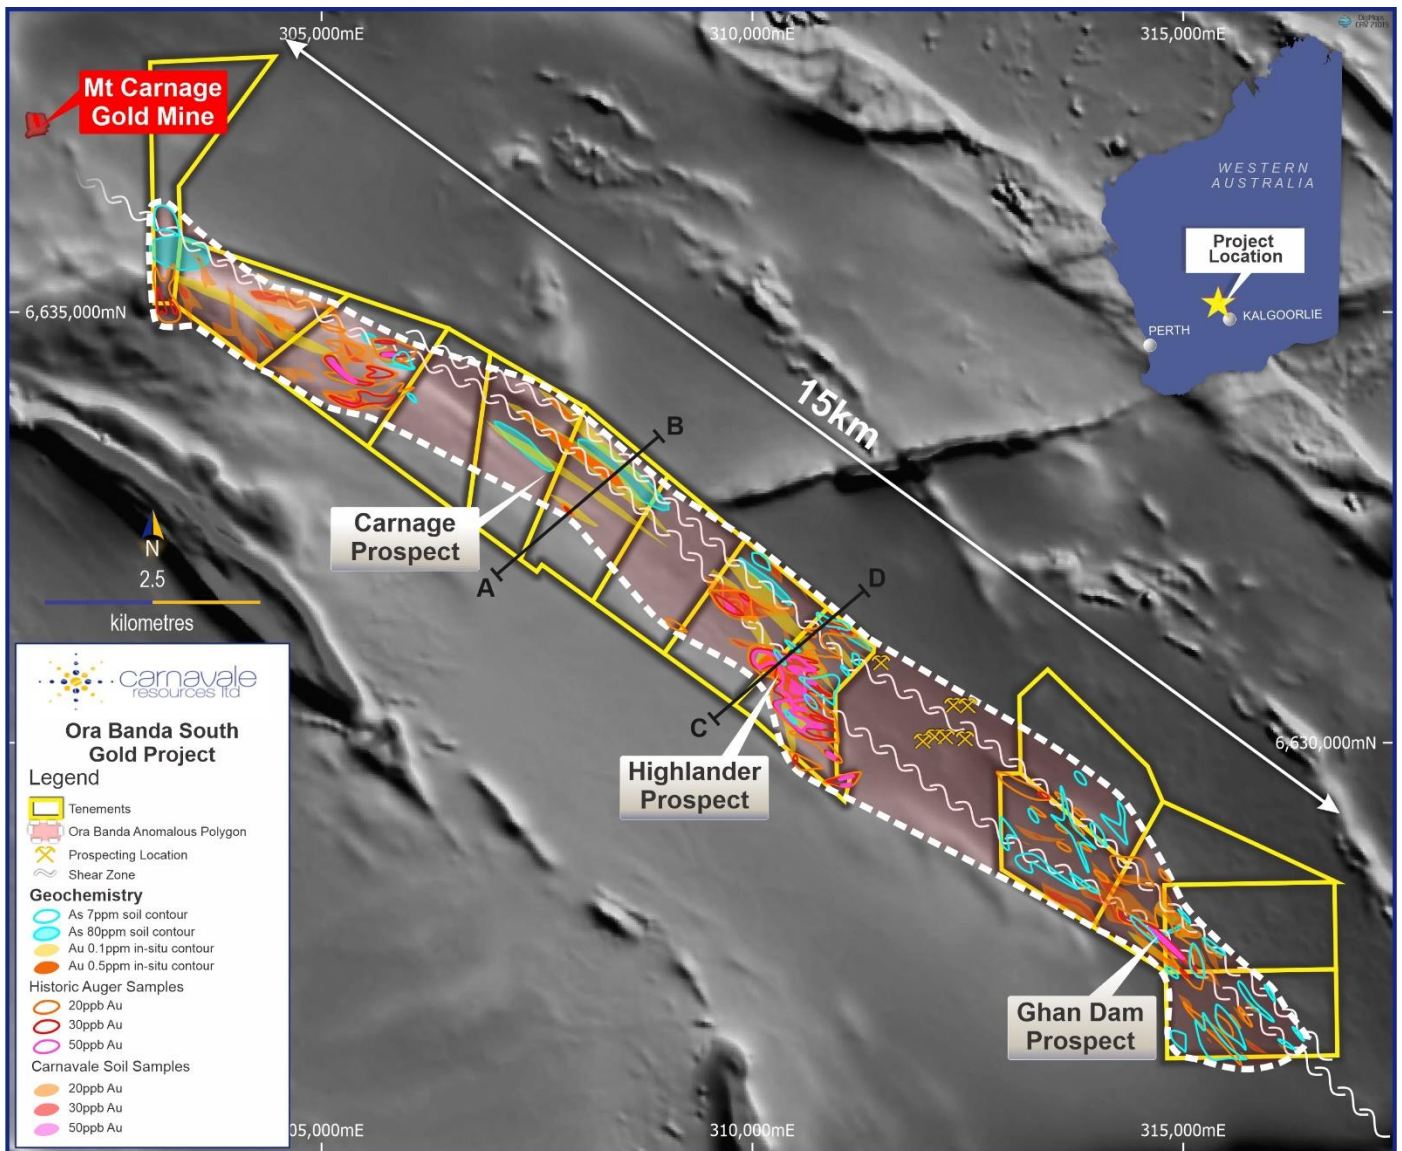 305,000mE
310,000mE
315,000mE
DigiMaps
Mt Carnage
Gold Mine
WESTERN
AUSTRALIA
Project
Location
KALGOORLIE
PERTH
6,635,000mN
15km
B
Carnage
Prospect
A
N
2.5
kilometres
D
C
Highlander
Prospect
6,630,000mN
carnavale
resources ltd
Ora Banda South
Gold Project
Legend
Tenements
Ora Banda Anomalous Polygon
Prospecting Location
Shear Zone
Geochemistry
As 7ppm soil contour
As 80ppm soil contour
Au 0.1ppm in-situ contour
Au 0.5ppm in-situ contour
Historic Auger Samples
20ppb Au
30ppb Au
50ppb Au
Carnavale Soil Samples
20ppb Au
30ppb Au
50ppb Au
Ghan Dam
Prospect
05,000mE
310,000mE
315,000mE